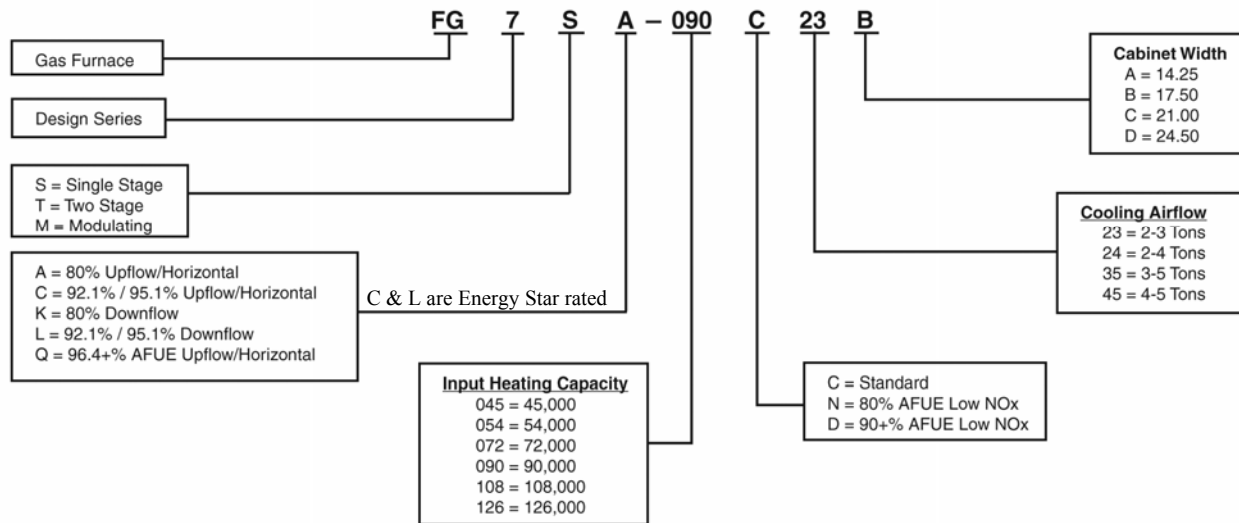 FG 7 S A – 090 C 23 B
Gas Furnace
Design Series
S = Single Stage
T = Two Stage
M = Modulating
A = 80% Upflow/Horizontal
C = 92.1% / 95.1% Upflow/Horizontal
K = 80% Downflow
L = 92.1% / 95.1% Downflow
Q = 96.4+% AFUE Upflow/Horizontal
C & L are Energy Star rated
Input Heating Capacity
045 = 45,000
054 = 54,000
072 = 72,000
090 = 90,000
108 = 108,000
126 = 126,000
C = Standard
N = 80% AFUE Low NOx
D = 90+% AFUE Low NOx
Cooling Airflow
23 = 2-3 Tons
24 = 2-4 Tons
35 = 3-5 Tons
45 = 4-5 Tons
Cabinet Width
A = 14.25
B = 17.50
C = 21.00
D = 24.50